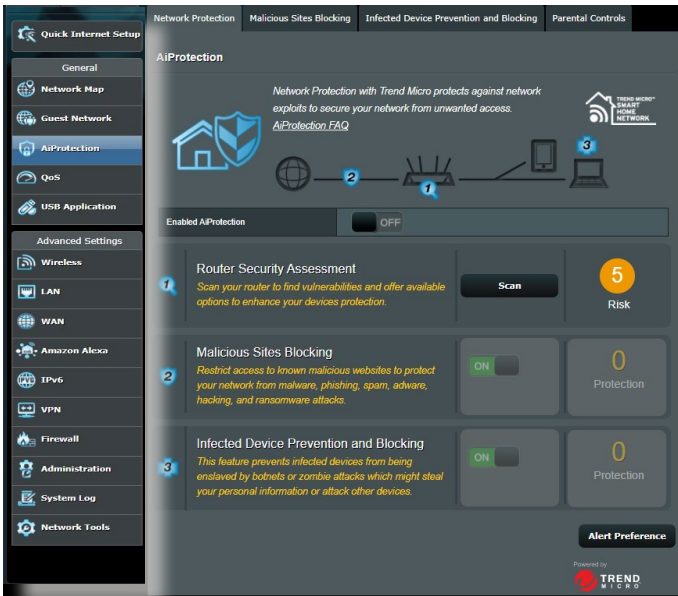 Quick Internet Setup
General
Network Map
Guest Network
AiProtection
QoS
USB Application
Advanced Settings
Wireless
LAN
WAN
Amazon Alexa
IPv6
VPN
Firewall
Administration
System Log
Network Tools
Network Protection
Malicious Sites Blocking
Infected Device Prevention and Blocking
Parental Controls
AiProtection
Network Protection with Trend Micro protects against network
exploits to secure your network from unwanted access.
AiProtection FAQ
TREND MICRO™
SMART
HOME
NETWORK
2
1
3
Enabled AiProtection
OFF
1
Router Security Assessment
Scan your router to find vulnerabilities and offer available
options to enhance your devices protection.
Scan
5
Risk
2
Malicious Sites Blocking
Restrict access to known malicious websites to protect
your network from malware, phishing, spam, adware,
hacking, and ransomware attacks.
ON
0
Protection
3
Infected Device Prevention and Blocking
This feature prevents infected devices from being
enslaved by botnets or zombie attacks which might steal
your personal information or attack other devices.
ON
0
Protection
Alert Preference
Powered by
TREND
MICRO